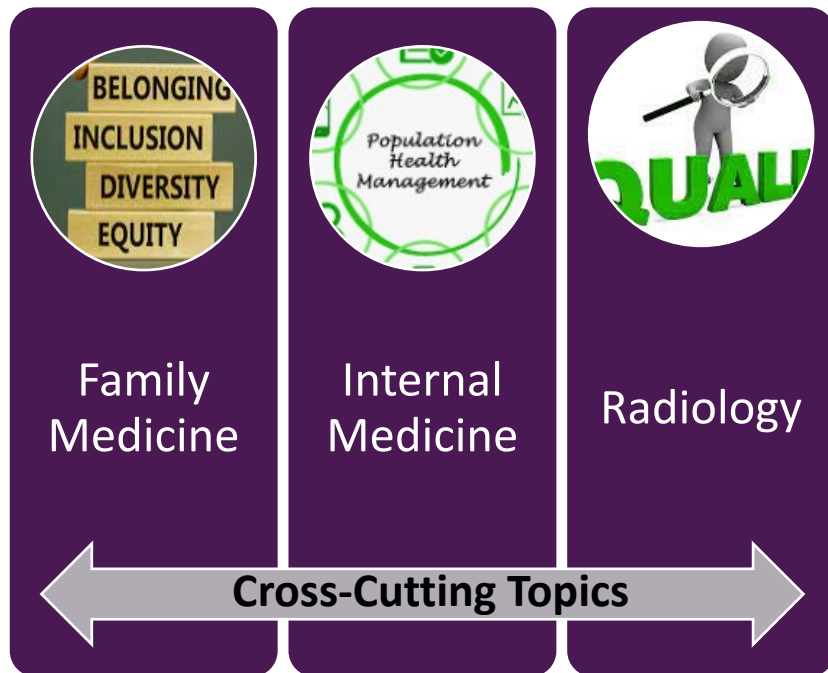 BELONGING
INCLUSION
DIVERSITY
EQUITY
Population
Health
Management
QUALI
Family
Medicine
Internal
Medicine
Radiology
Cross-Cutting Topics